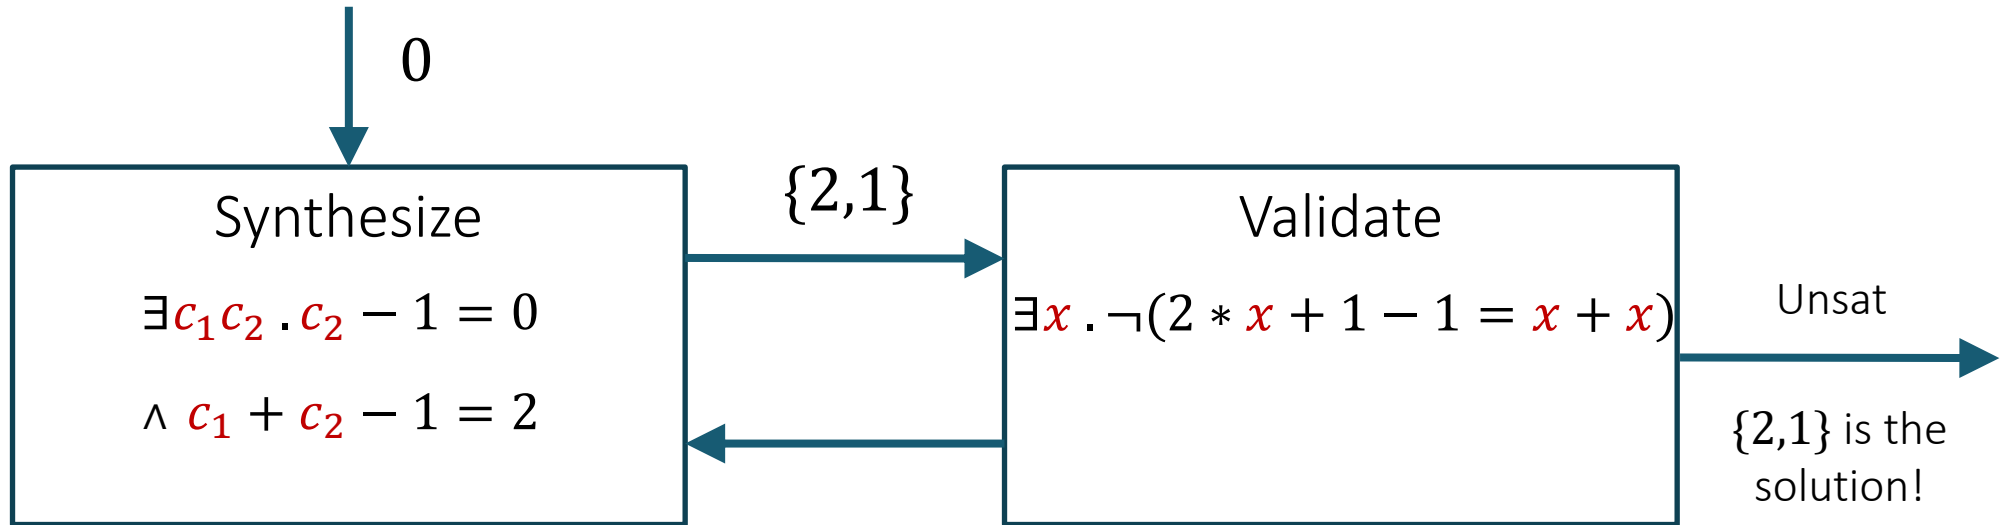 0
Synthesize
∃c₁c₂ . c₂ − 1 = 0
∧ c₁ + c₂ − 1 = 2
{2,1}
Validate
∃x . ¬(2 ∗ x + 1 − 1 = x + x)
Unsat
{2,1} is the
solution!